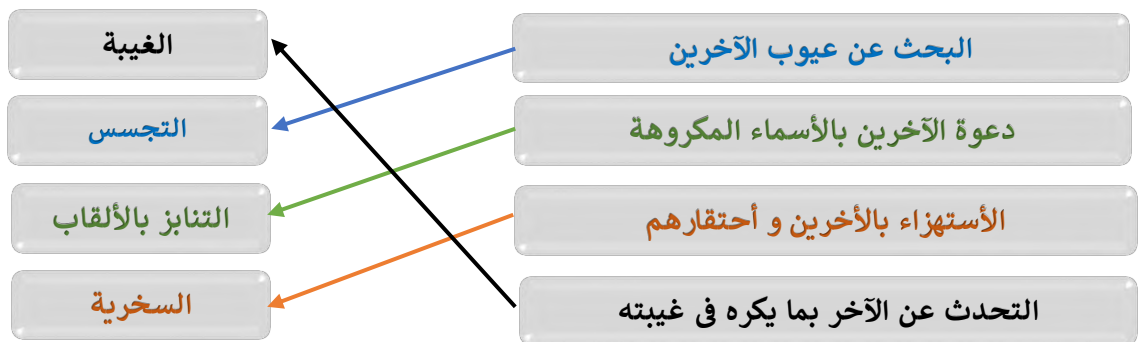 البحث عن عيوب الآخرين
الغيبة
دعوة الآخرين بالأسماء المكروهة
التجسس
الأستهزاء بالأخرين و أحتقارهم
التنابز بالألقاب
التحدث عن الآخر بما يكره فى غيبته
السخرية